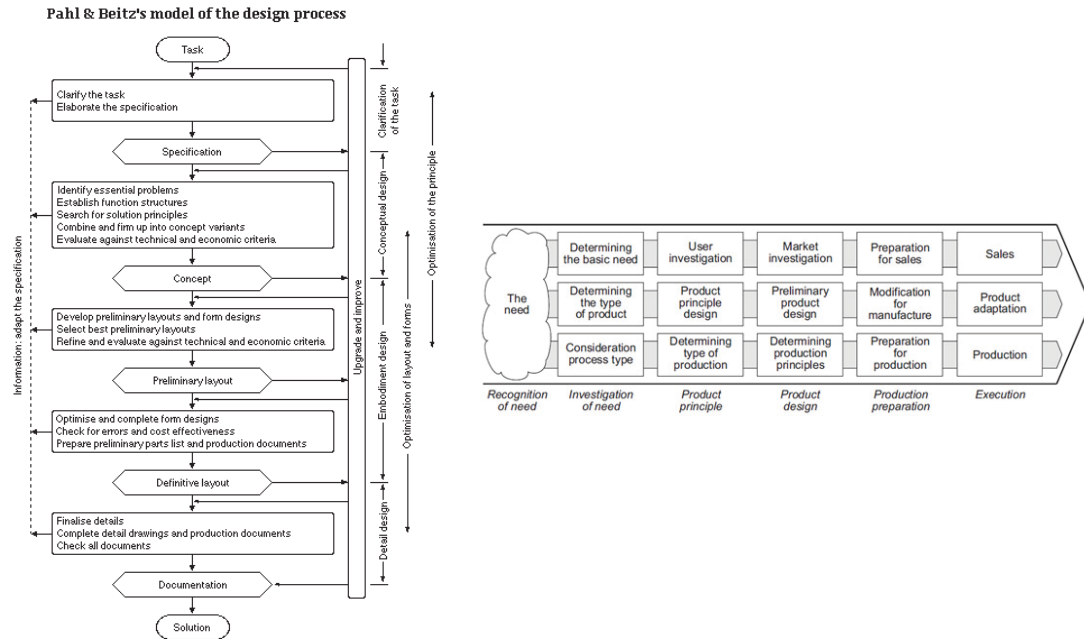 Pahl & Beitz's model of the design process
Task
Clarify the task
Elaborate the specification
Specification
Identify essential problems
Establish function structures
Search for solution principles
Combine and firm up into concept variants
Evaluate against technical and economic criteria
Concept
Develop preliminary layouts and form designs
Select best preliminary layouts
Refine and evaluate against technical and economic criteria
Preliminary layout
Optimise and complete form designs
Check for errors and cost effectiveness
Prepare preliminary parts list and production documents
Definitive layout
Finalise details
Complete detail drawings and production documents
Check all documents
Documentation
Solution
Information: adapt the specification
Upgrade and improve
Clarification
of the task
Conceptual design
Embodiment design
Detail design
Optimisation of layout and forms
Optimisation of the principle
The
need
Determining
the basic need
User
investigation
Market
investigation
Preparation
for sales
Sales
Determining
the type
of product
Product
principle
design
Preliminary
product
design
Modification
for
manufacture
Product
adaptation
Consideration
process type
Determining
type of
production
Determining
production
principles
Preparation
for
production
Production
Recognition
of need
Investigation
of need
Product
principle
Product
design
Production
preparation
Execution